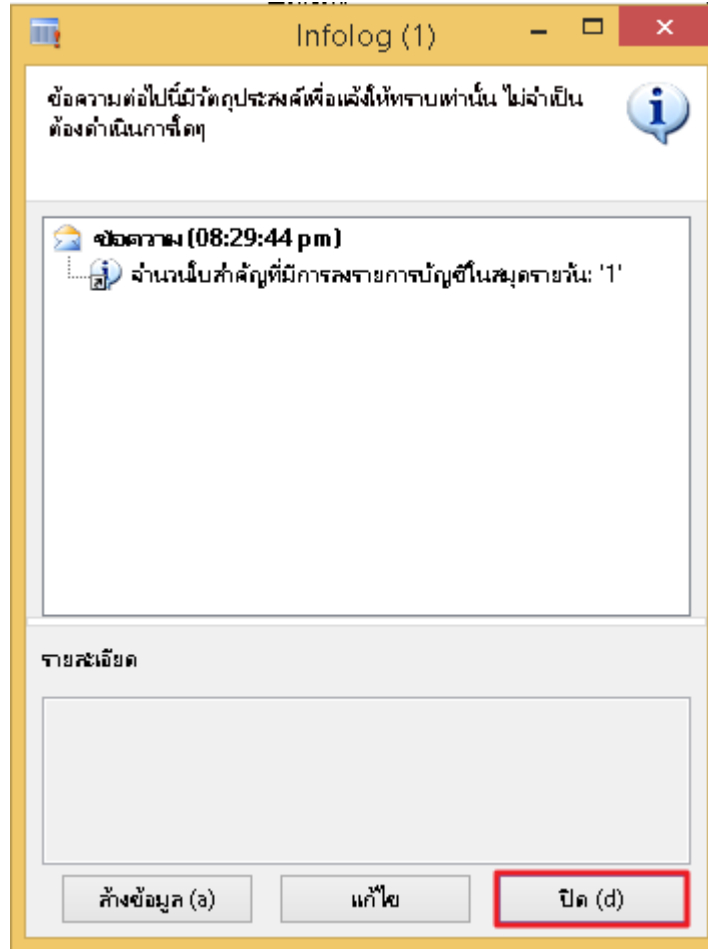 Infolog (1)
ข้อความต่อไปนี้มีวัตถุประสงค์เพื่อแจ้งให้ทราบเท่านั้น ไม่จำเป็น
ต้องดำเนินการใดๆ
ข้อความ (08:29:44 pm)
จำนวนใบสำคัญที่มีการลงรายการบัญชีในสมุดรายวัน: '1'
รายละเอียด
ล้างข้อมูล (a)
แก้ไข
ปิด (d)